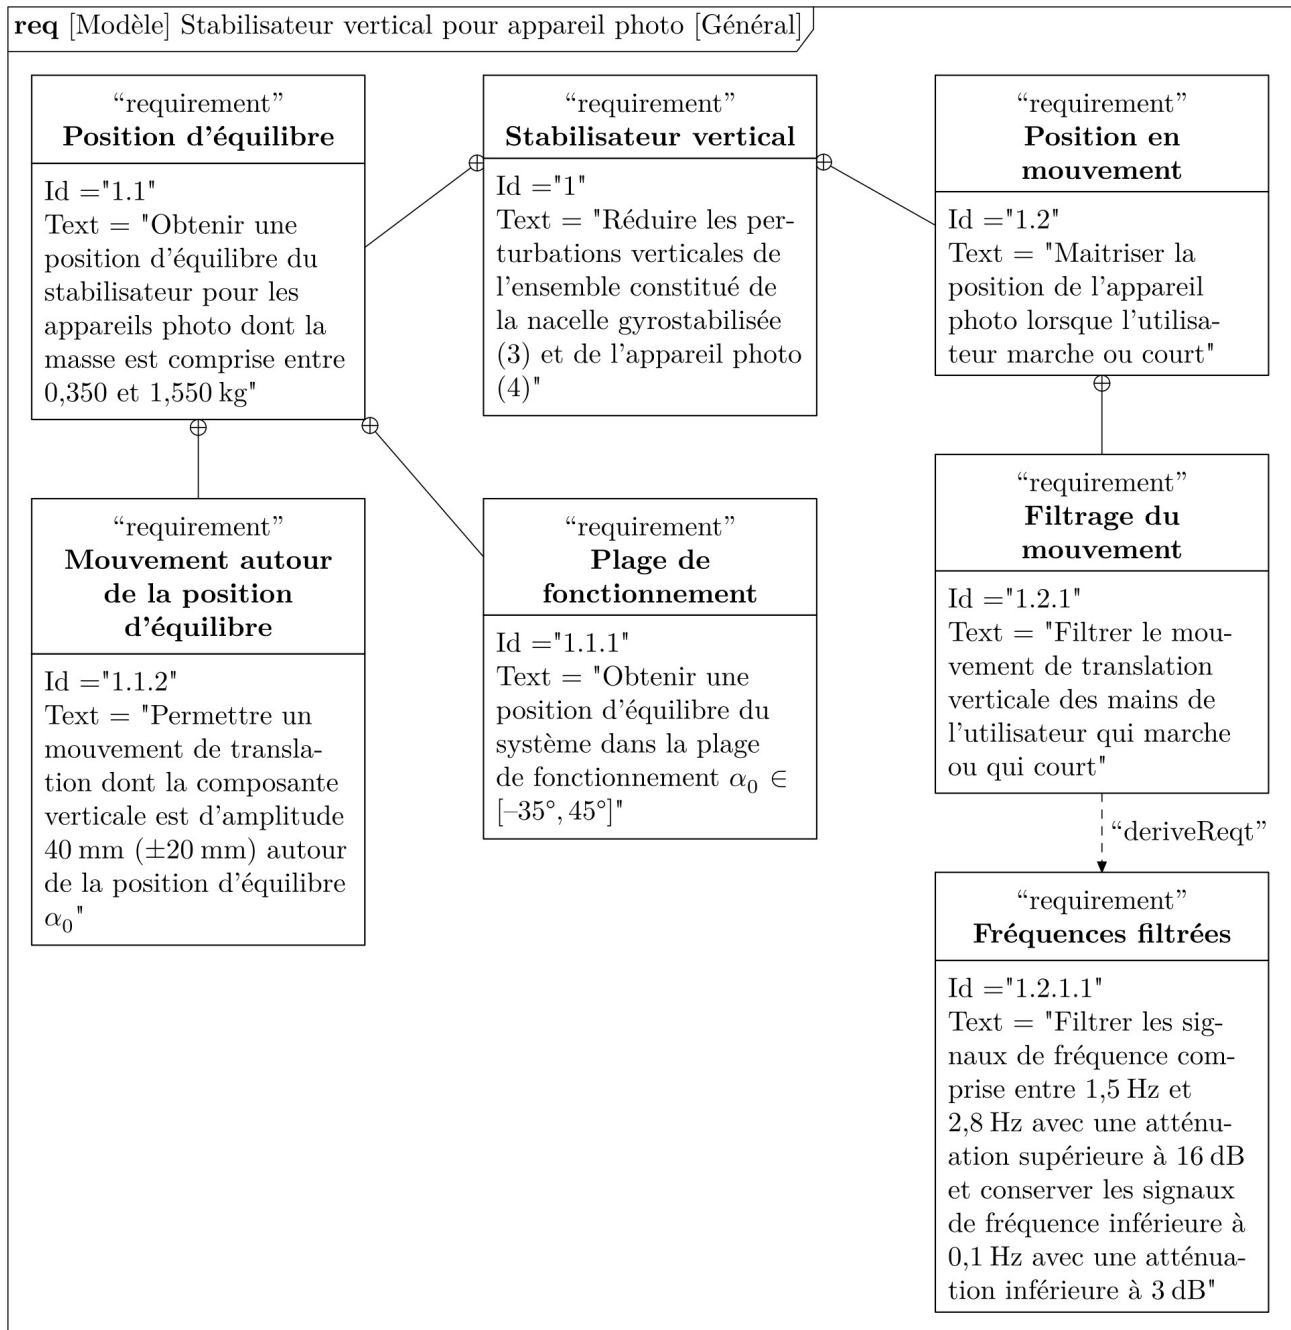 req [Modèle] Stabilisateur vertical pour appareil photo [Général]
“requirement”
Position d'équilibre
Id ="1.1"
Text = "Obtenir une
position d'équilibre du
stabilisateur pour les
appareils photo dont la
masse est comprise entre
0,350 et 1,550 kg"
“requirement”
Stabilisateur vertical
Id ="1"
Text = "Réduire les per-
turbations verticales de
l'ensemble constitué de
la nacelle gyrostabilisée
(3) et de l'appareil photo
(4)"
“requirement”
Position en
mouvement
Id ="1.2"
Text = "Maitriser la
position de l'appareil
photo lorsque l'utilisa-
teur marche ou court"
“requirement”
Mouvement autour
de la position
d'équilibre
Id ="1.1.2"
Text = "Permettre un
mouvement de transla-
tion dont la composante
verticale est d'amplitude
40 mm (±20 mm) autour
de la position d'équilibre
α₀"
“requirement”
Plage de
fonctionnement
Id ="1.1.1"
Text = "Obtenir une
position d'équilibre du
système dans la plage
de fonctionnement α₀ ∈
[–35°, 45°]"
“requirement”
Filtrage du
mouvement
Id ="1.2.1"
Text = "Filtrer le mou-
vement de translation
verticale des mains de
l'utilisateur qui marche
ou qui court"
“deriveReqt”
“requirement”
Fréquences filtrées
Id ="1.2.1.1"
Text = "Filtrer les sig-
naux de fréquence com-
prise entre 1,5 Hz et
2,8 Hz avec une atténu-
ation supérieure à 16 dB
et conserver les signaux
de fréquence inférieure à
0,1 Hz avec une atténua-
tion inférieure à 3 dB"